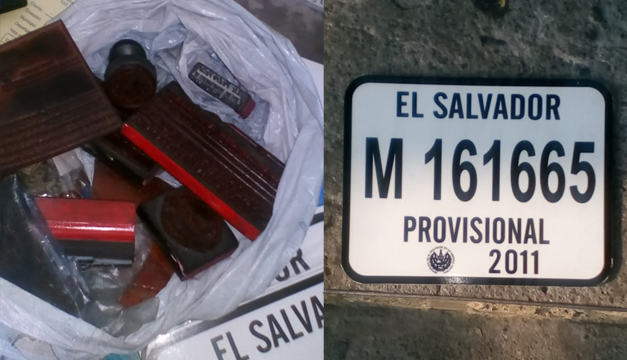 EL SALVA
EL SALVADOR
M 161665
PROVISIONAL
2011